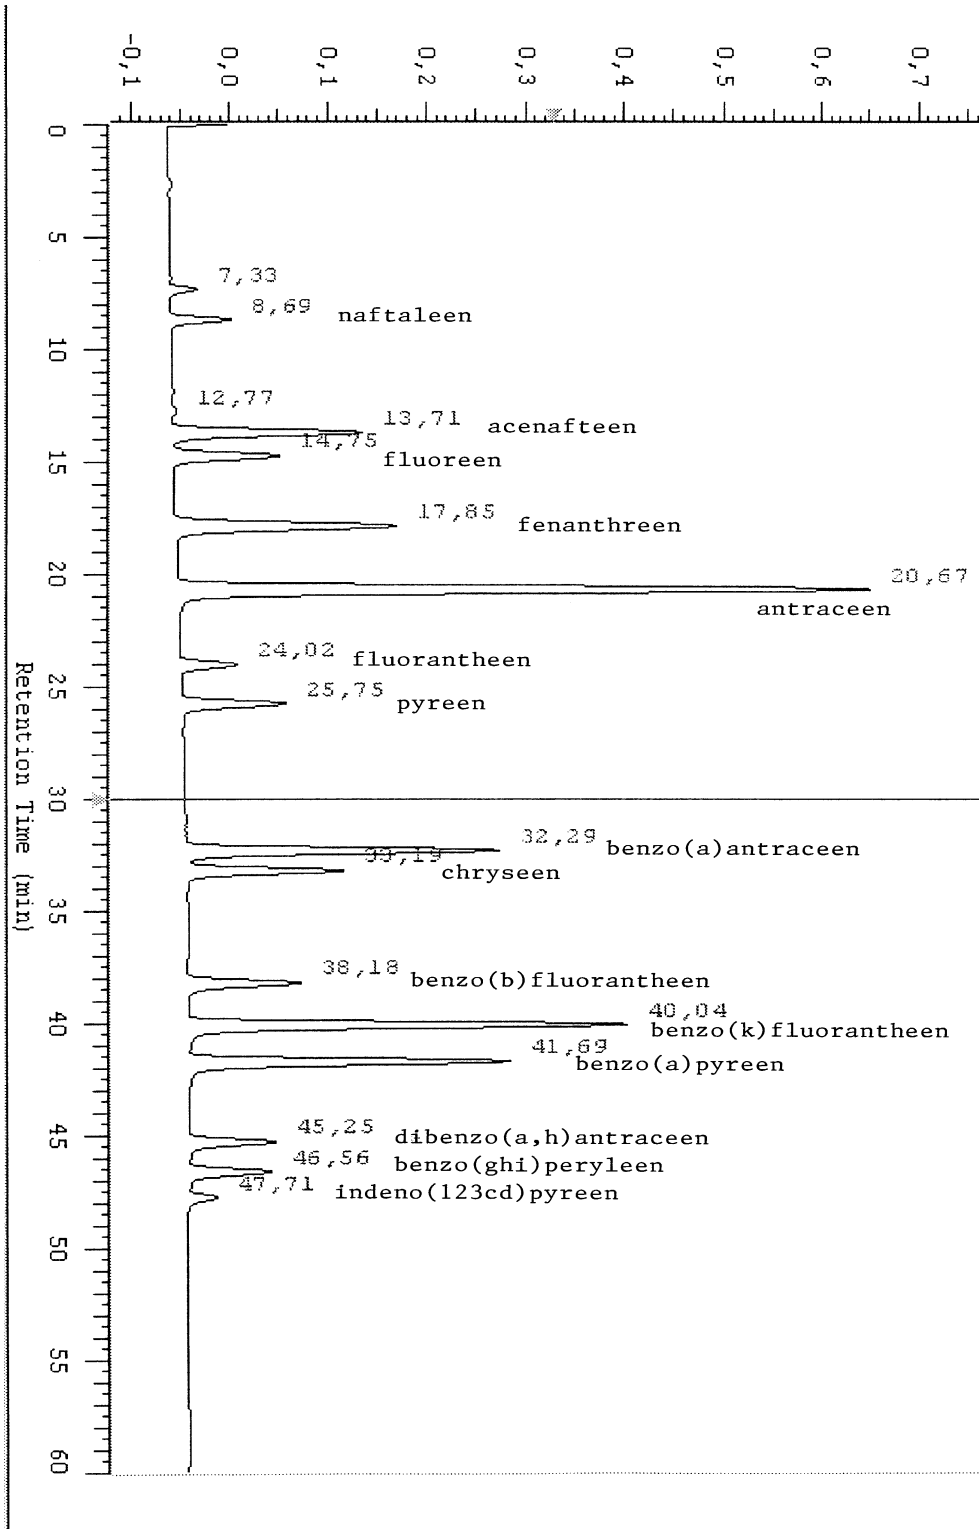 -0,1
0,0
0,1
0,2
0,3
0,4
0,5
0,6
0,7
0
5
10
15
20
25
30
35
40
45
50
55
60
Retention Time (min)
7,33
8,69 naftaleen
12,77
13,71 acenafteen
14,75 fluoreen
17,85 fenanthreen
20,67
antraceen
24,02 fluorantheen
25,75 pyreen
32,29 benzo(a)antraceen
33,19 chryseen
38,18 benzo(b)fluorantheen
40,04
benzo(k)fluorantheen
41,69 benzo(a)pyreen
45,25 dibenzo(a,h)antraceen
46,56 benzo(ghi)peryleen
47,71 indeno(123cd)pyreen